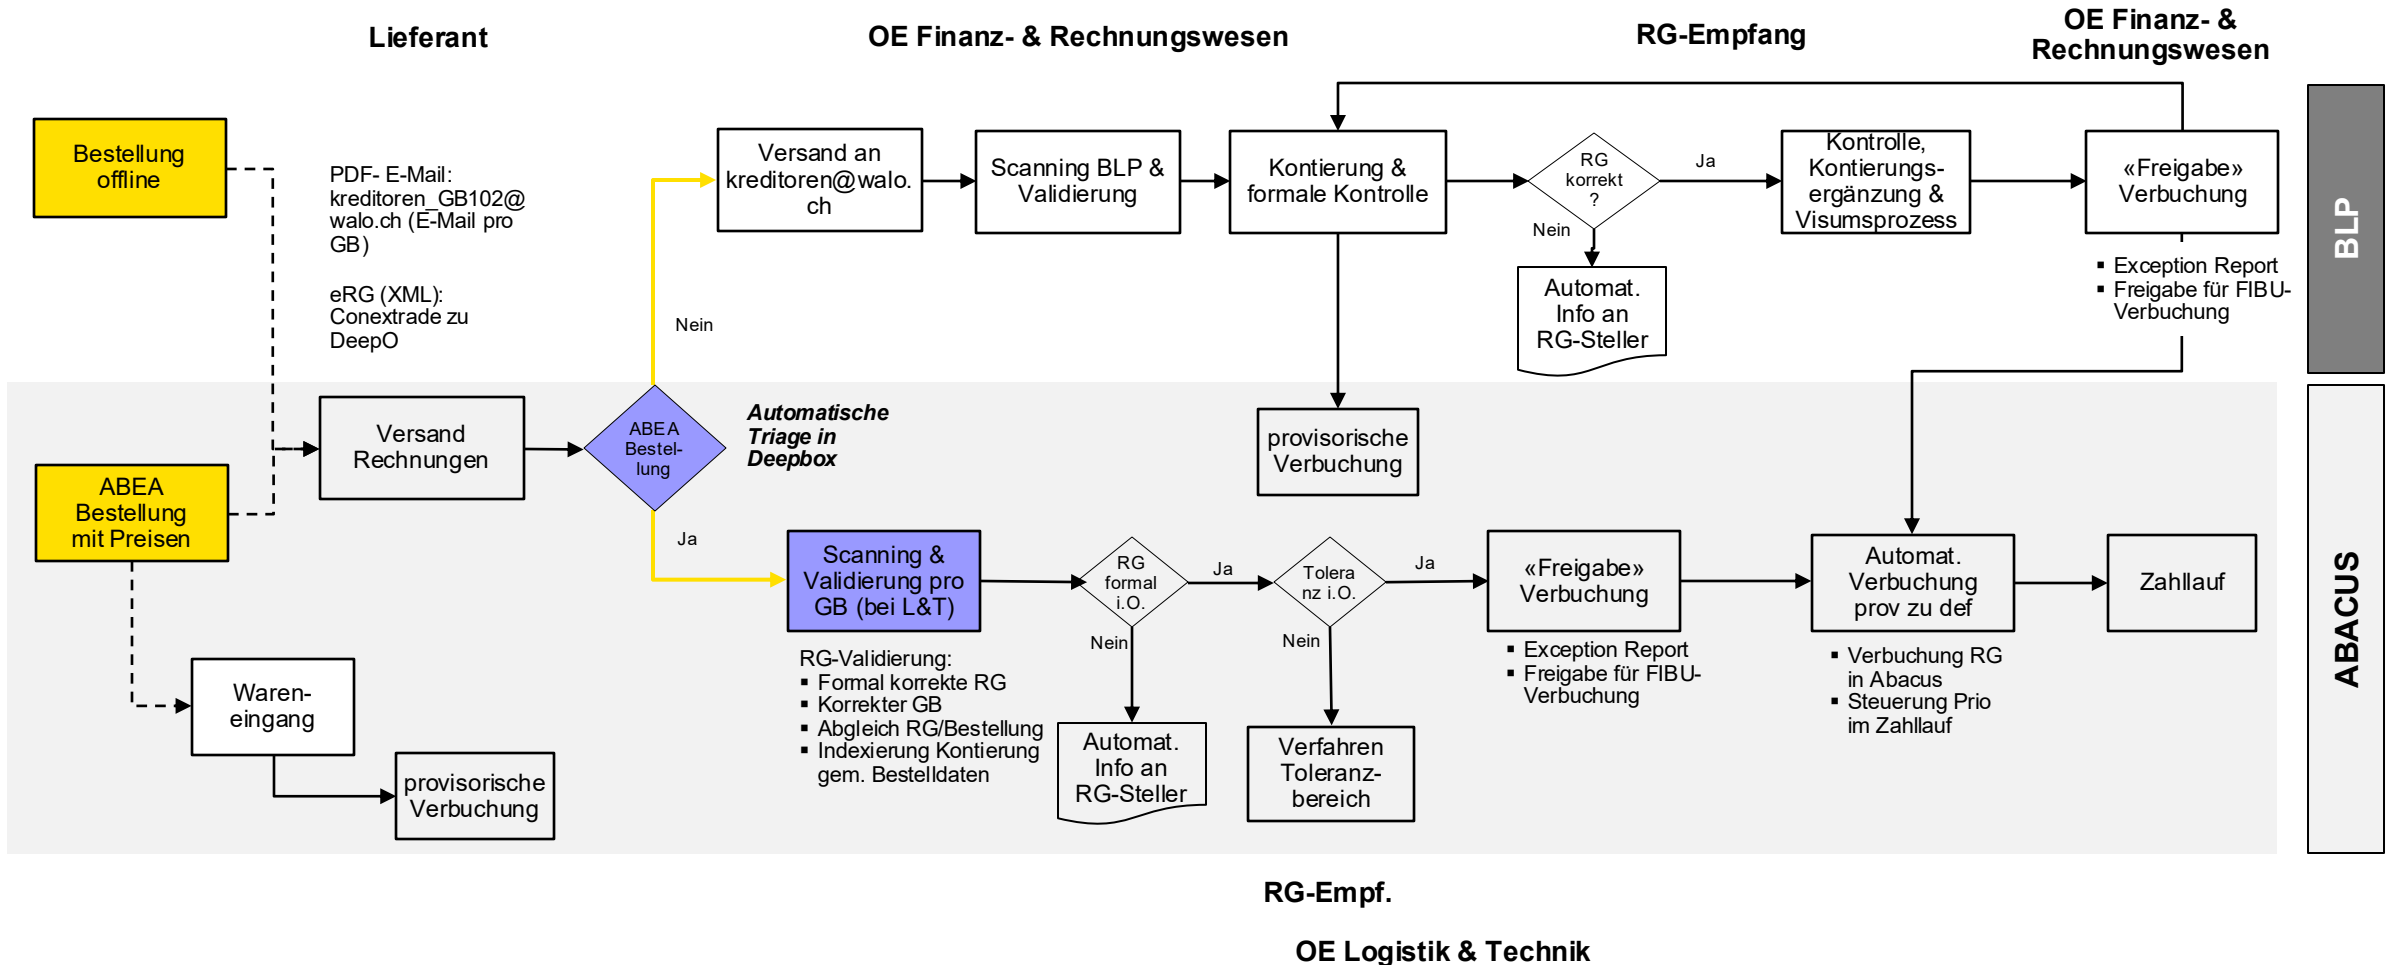 Lieferant
OE Finanz- & Rechnungswesen
RG-Empfang
OE Finanz- &
Rechnungswesen
Bestellung
offline
PDF- E-Mail:
kreditoren_GB102@
walo.ch (E-Mail pro
GB)
eRG (XML):
Conextrade zu
DeepO
Versand an
kreditoren@walo.
ch
Scanning BLP &
Validierung
Kontierung &
formale Kontrolle
RG
korrekt
?
Ja
Nein
Automat.
Info an
RG-Steller
Kontrolle,
Kontierungs-
ergänzung &
Visumsprozess
«Freigabe»
Verbuchung
▪ Exception Report
▪ Freigabe für FIBU-
Verbuchung
BLP
Nein
ABEA
Bestellung
mit Preisen
Versand
Rechnungen
ABEA
Bestel-
lung
Automatische
Triage in
Deepbox
provisorische
Verbuchung
Ja
Scanning &
Validierung pro
GB (bei L&T)
RG-Validierung:
▪ Formal korrekte RG
▪ Korrekter GB
▪ Abgleich RG/Bestellung
▪ Indexierung Kontierung
gem. Bestelldaten
RG
formal
i.O.
Ja
Nein
Automat.
Info an
RG-Steller
Tolera
nz i.O.
Ja
Nein
Verfahren
Toleranz-
bereich
«Freigabe»
Verbuchung
▪ Exception Report
▪ Freigabe für FIBU-
Verbuchung
Automat.
Verbuchung
prov zu def
▪ Verbuchung RG
in Abacus
▪ Steuerung Prio
im Zahllauf
Zahllauf
ABACUS
Waren-
eingang
provisorische
Verbuchung
RG-Empf.
OE Logistik & Technik